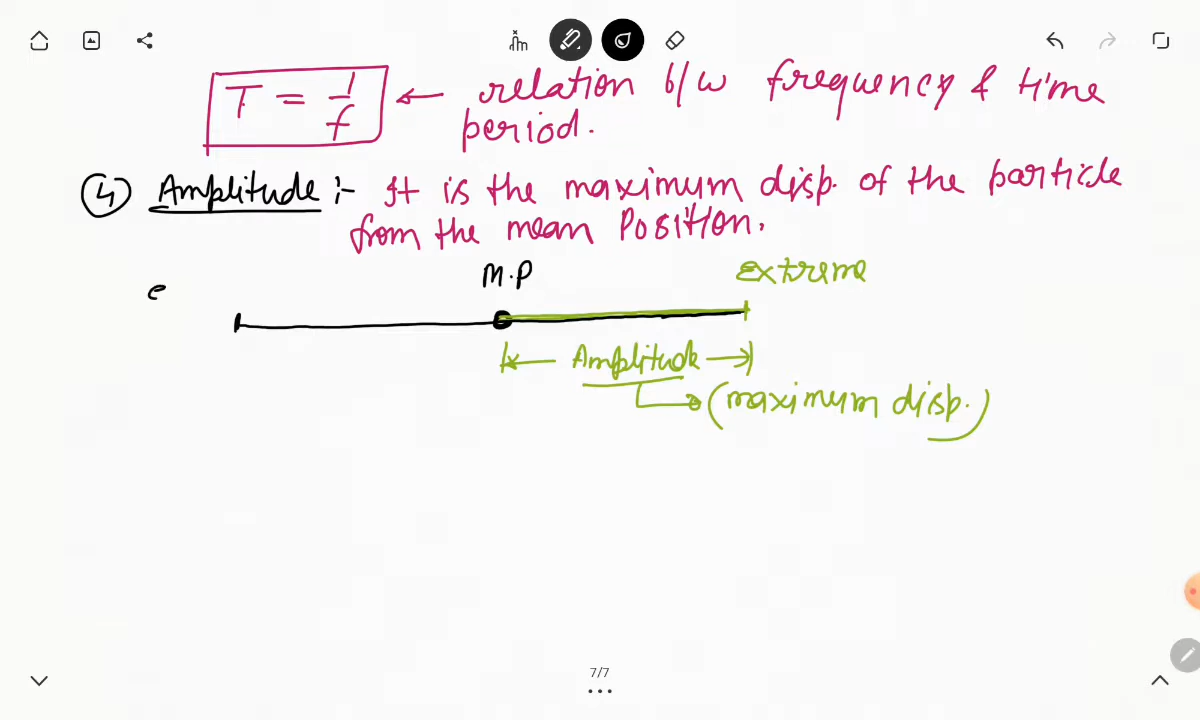 T = 1/f ← relation b/w frequency & time
period.
④ Amplitude :- It is the maximum disp. of the particle
from the mean Position.
M.P extreme
e
Amplitude
(maximum disp.)
7/7